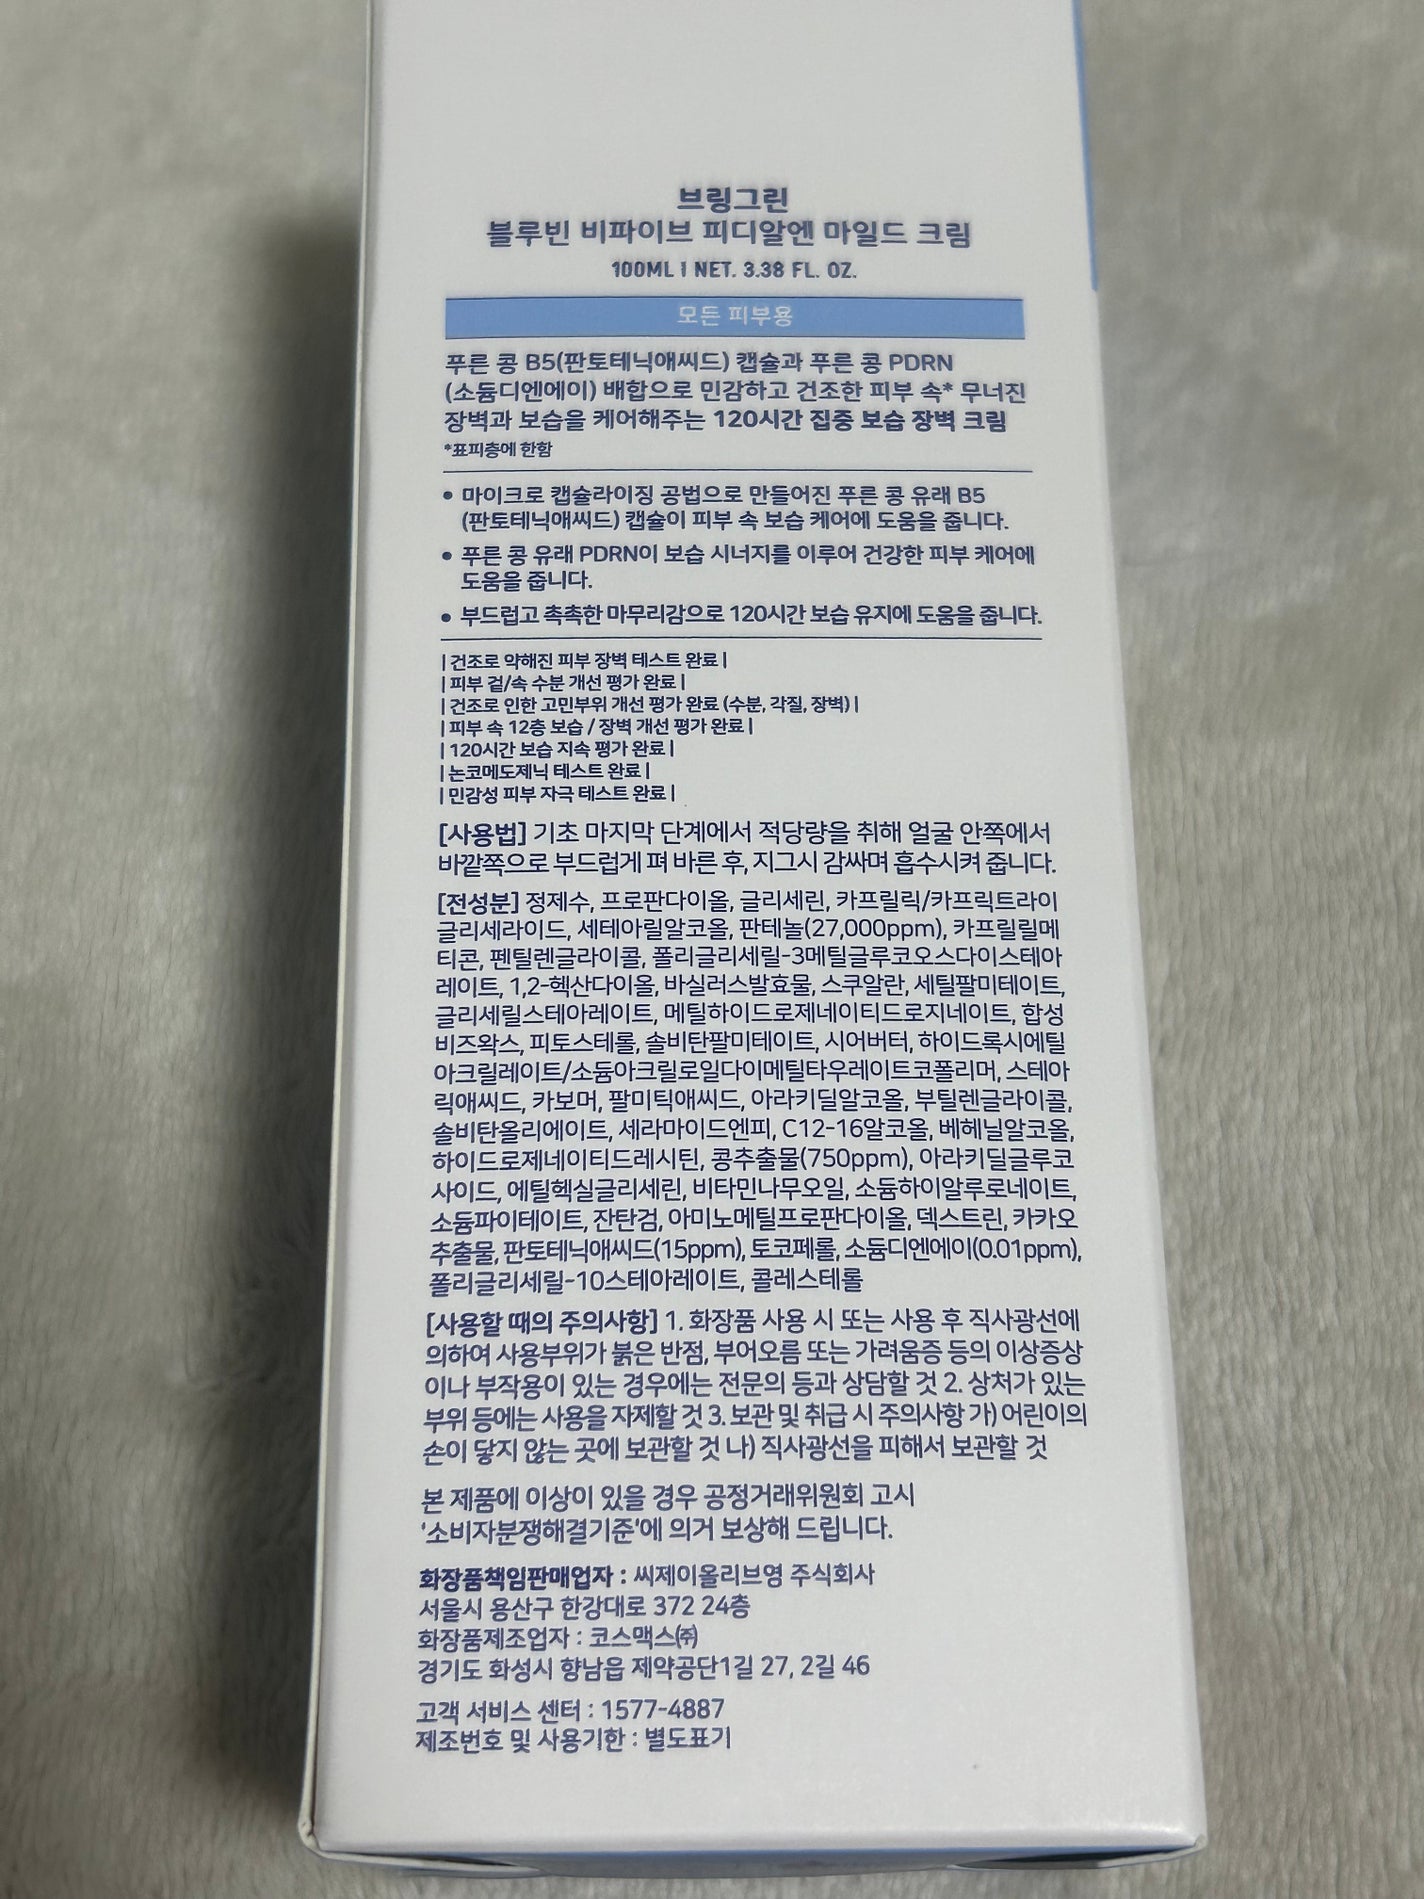 브링그린
블루빈 비파이브 피디알엔 마일드 크림
100ML | NET. 3.38 FL. OZ.
모든 피부용
푸른 콩 B5(판토테닉애씨드) 캡슐과 푸른 콩 PDRN
(소듐디엔에이) 배합으로 민감하고 건조한 피부 속* 무너진
장벽과 보습을 케어해주는 120시간 집중 보습 장벽 크림
*표피층에 한함
• 마이크로 캡슐라이징 공법으로 만들어진 푸른 콩 유래 B5
(판토테닉애씨드) 캡슐이 피부 속 보습 케어에 도움을 줍니다.
• 푸른 콩 유래 PDRN이 보습 시너지를 이루어 건강한 피부 케어에
도움을 줍니다.
• 부드럽고 촉촉한 마무리감으로 120시간 보습 유지에 도움을 줍니다.
| 건조로 약해진 피부 장벽 테스트 완료 |
| 피부 겉/속 수분 개선 평가 완료 |
| 건조로 인한 고민부위 개선 평가 완료 (수분, 각질, 장벽) |
| 피부 속 12층 보습 / 장벽 개선 평가 완료 |
| 120시간 보습 지속 평가 완료 |
| 논코메도제닉 테스트 완료 |
| 민감성 피부 자극 테스트 완료 |
[사용법] 기초 마지막 단계에서 적당량을 취해 얼굴 안쪽에서
바깥쪽으로 부드럽게 펴 바른 후, 지그시 감싸며 흡수시켜 줍니다.
[전성분] 정제수, 프로판다이올, 글리세린, 카프릴릭/카프릭트라이
글리세라이드, 세테아릴알코올, 판테놀(27,000ppm), 카프릴릴메
티콘, 펜틸렌글라이콜, 폴리글리세릴-3메틸글루코오스다이스테아
레이트, 1,2-헥산다이올, 바실러스발효물, 스쿠알란, 세틸팔미테이트,
글리세릴스테아레이트, 메틸하이드로제네이티드로지네이트, 합성
비즈왁스, 피토스테롤, 솔비탄팔미테이트, 시어버터, 하이드록시에틸
아크릴레이트/소듐아크릴로일다이메틸타우레이트코폴리머, 스테아
릭애씨드, 카보머, 팔미틱애씨드, 아라키딜알코올, 부틸렌글라이콜,
솔비탄올리에이트, 세라마이드엔피, C12-16알코올, 베헤닐알코올,
하이드로제네이티드레시틴, 콩추출물(750ppm), 아라키딜글루코
사이드, 에틸헥실글리세린, 비타민나무오일, 소듐하이알루로네이트,
소듐파이테이트, 잔탄검, 아미노메틸프로판다이올, 덱스트린, 카카오
추출물, 판토테닉애씨드(15ppm), 토코페롤, 소듐디엔에이(0.01ppm),
폴리글리세릴-10스테아레이트, 콜레스테롤
[사용할 때의 주의사항] 1. 화장품 사용 시 또는 사용 후 직사광선에
의하여 사용부위가 붉은 반점, 부어오름 또는 가려움증 등의 이상증상
이나 부작용이 있는 경우에는 전문의 등과 상담할 것 2. 상처가 있는
부위 등에는 사용을 자제할 것 3. 보관 및 취급 시 주의사항 가) 어린이의
손이 닿지 않는 곳에 보관할 것 나) 직사광선을 피해서 보관할 것
본 제품에 이상이 있을 경우 공정거래위원회 고시
'소비자분쟁해결기준'에 의거 보상해 드립니다.
화장품책임판매업자 : 씨제이올리브영 주식회사
서울시 용산구 한강대로 372 24층
화장품제조업자 : 코스맥스㈜
경기도 화성시 향남읍 제약공단1길 27, 2길 46
고객 서비스 센터 : 1577-4887
제조번호 및 사용기한 : 별도표기